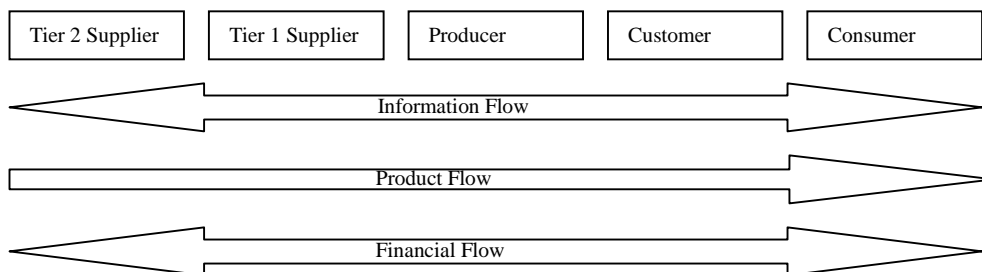 Tier 2 Supplier
Tier 1 Supplier
Producer
Customer
Consumer
Information Flow
Product Flow
Financial Flow